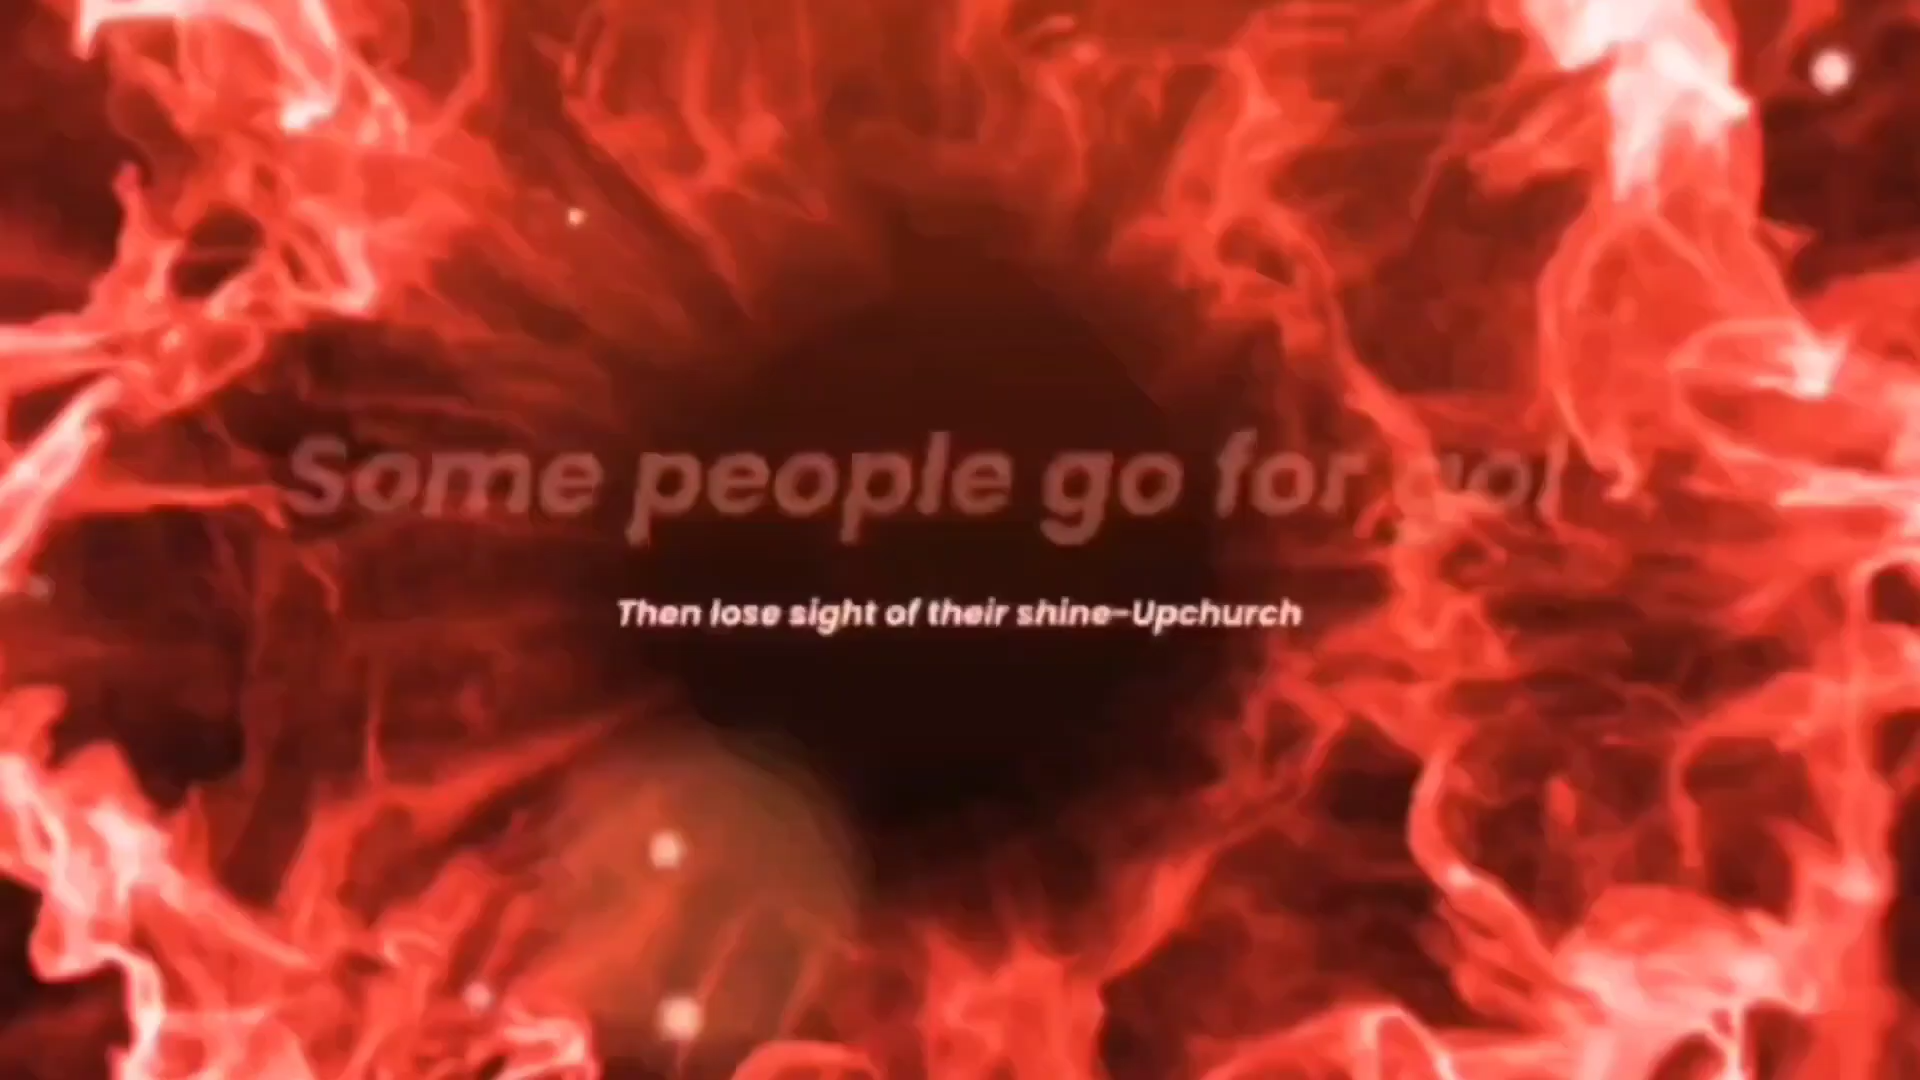 Some people go for gol
Then lose sight of their shine-Upchurch